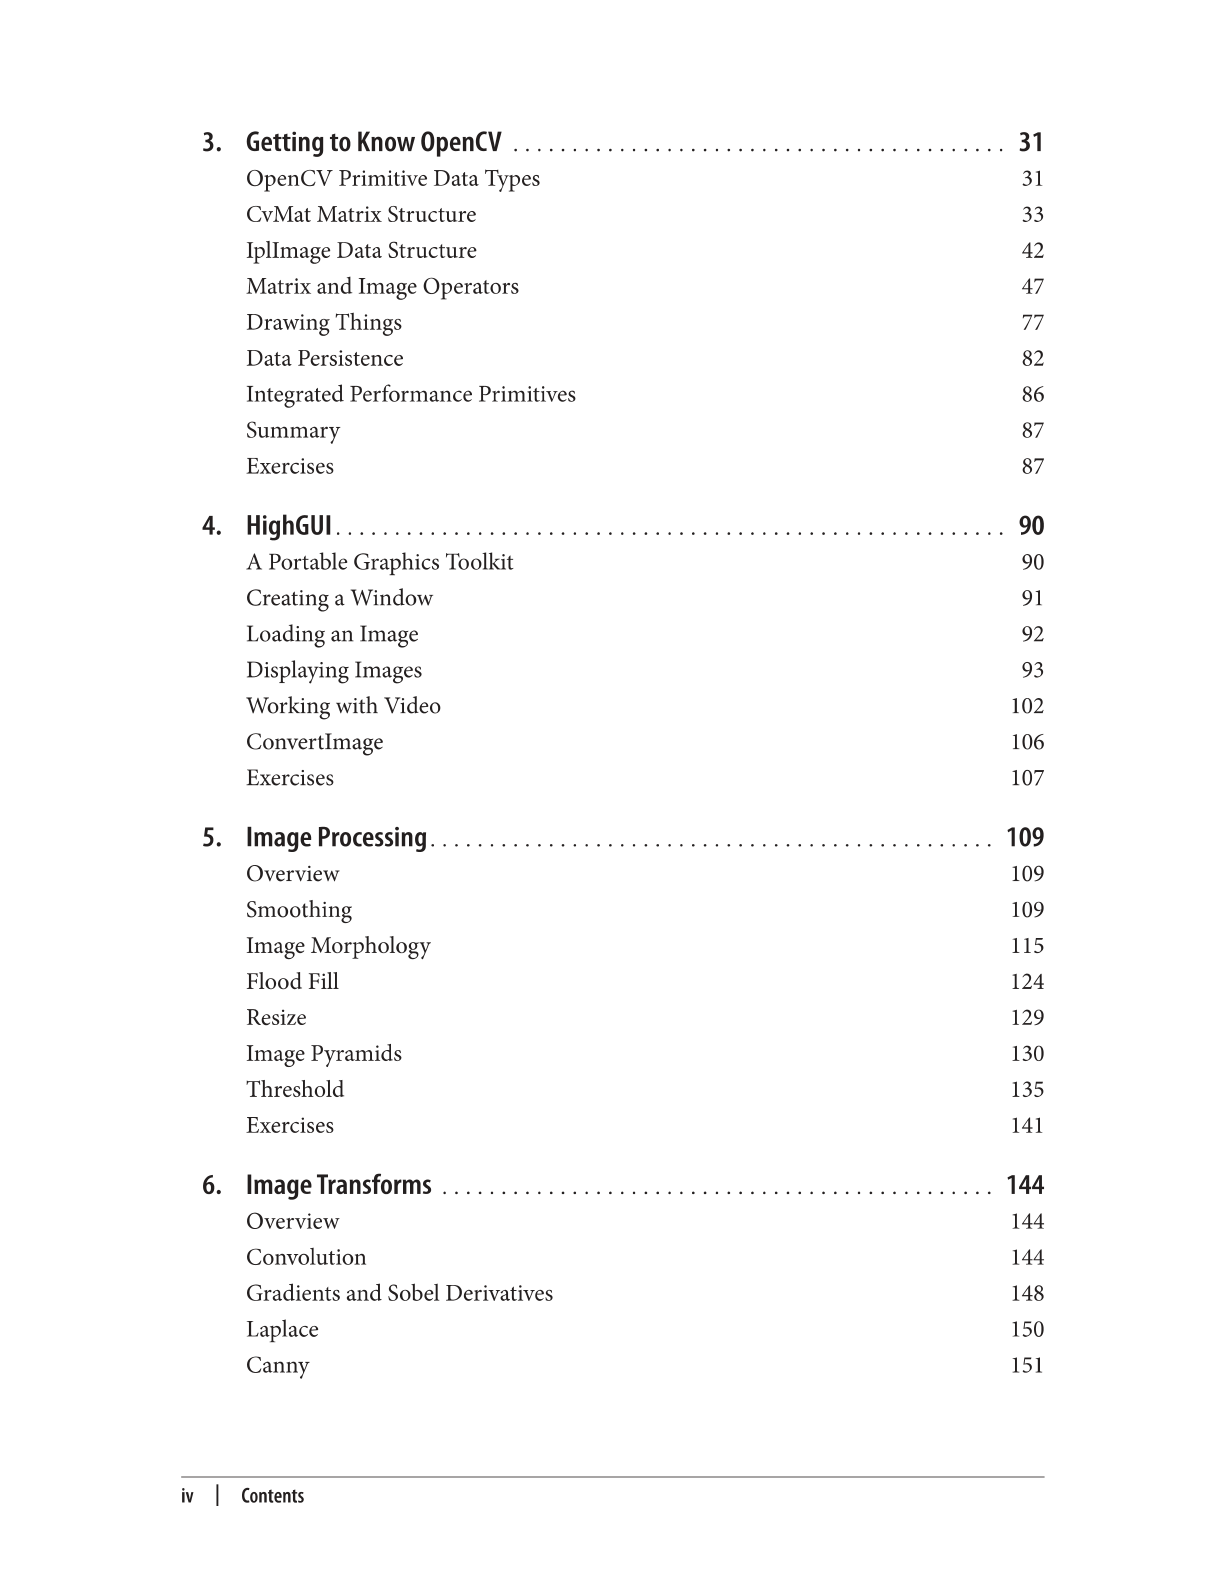 3. Getting to Know OpenCV . . . . . . . . . . . . . . . . . . . . . . . . . . . . . . . . . . . . . . . . . . 31
OpenCV Primitive Data Types 31
CvMat Matrix Structure 33
IplImage Data Structure 42
Matrix and Image Operators 47
Drawing Things 77
Data Persistence 82
Integrated Performance Primitives 86
Summary 87
Exercises 87
4. HighGUI . . . . . . . . . . . . . . . . . . . . . . . . . . . . . . . . . . . . . . . . . . . . . . . . . . . . . . . . . 90
A Portable Graphics Toolkit 90
Creating a Window 91
Loading an Image 92
Displaying Images 93
Working with Video 102
ConvertImage 106
Exercises 107
5. Image Processing . . . . . . . . . . . . . . . . . . . . . . . . . . . . . . . . . . . . . . . . . . . . . . . . 109
Overview 109
Smoothing 109
Image Morphology 115
Flood Fill 124
Resize 129
Image Pyramids 130
Threshold 135
Exercises 141
6. Image Transforms . . . . . . . . . . . . . . . . . . . . . . . . . . . . . . . . . . . . . . . . . . . . . . . 144
Overview 144
Convolution 144
Gradients and Sobel Derivatives 148
Laplace 150
Canny 151
iv | Contents